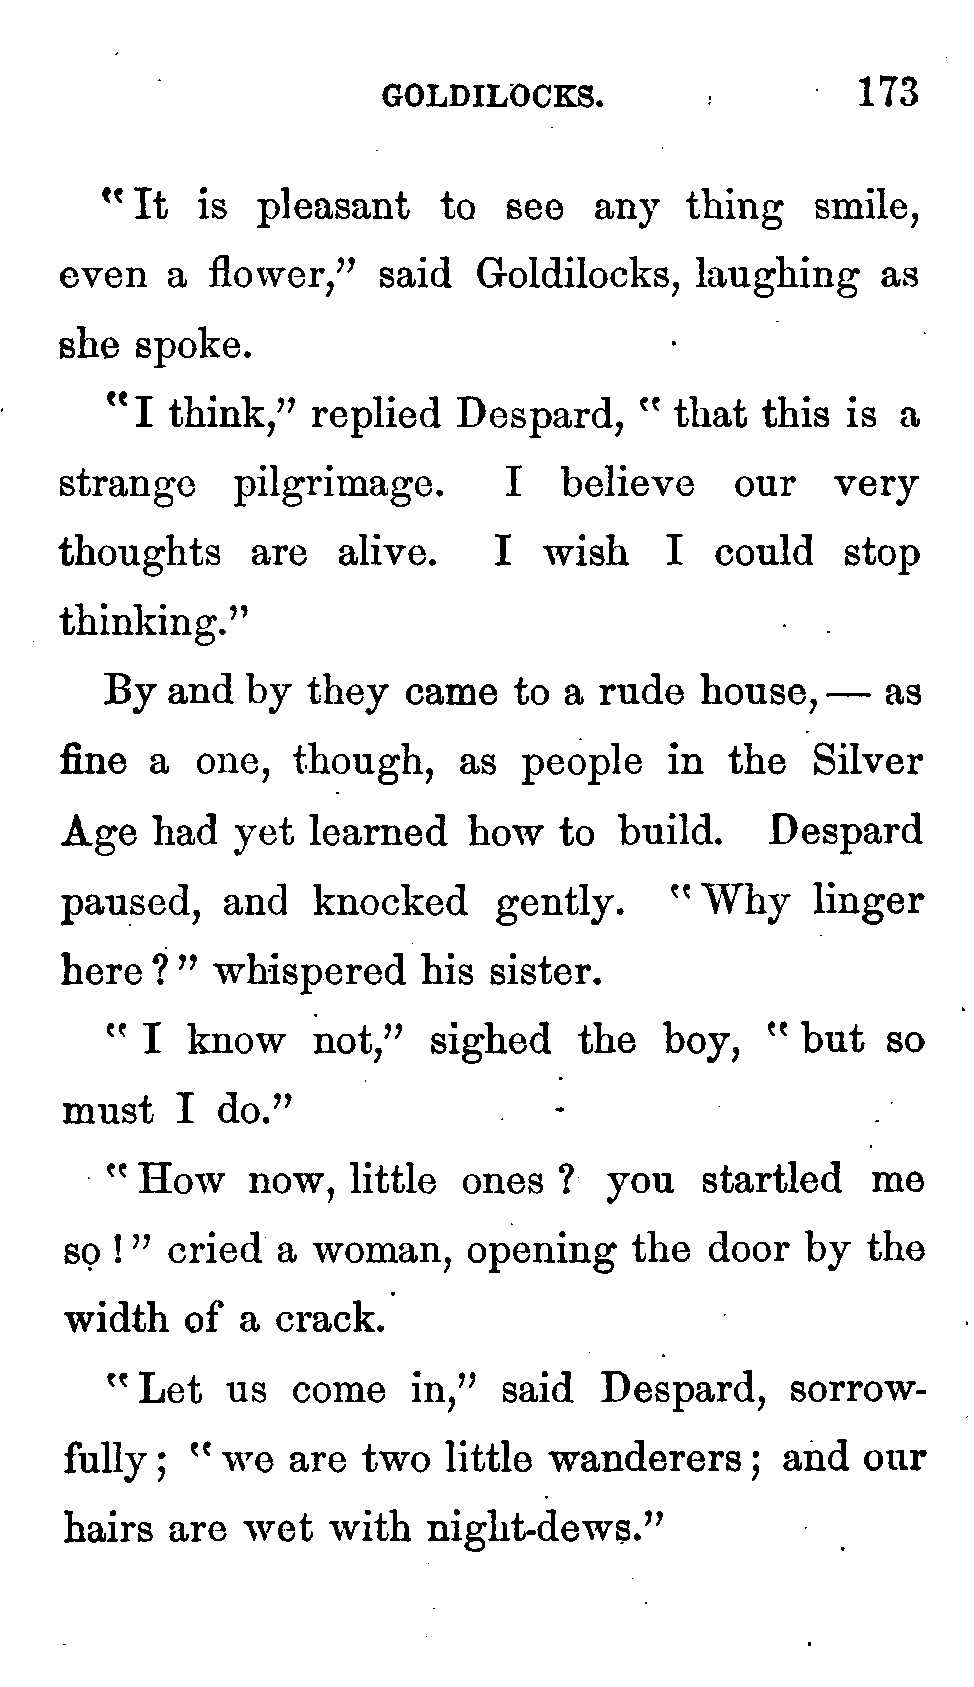 GOLDILOCKS. 173
"It is pleasant to see any thing smile,
even a flower," said Goldilocks, laughing as
she spoke.
"I think," replied Despard, "that this is a
strange pilgrimage. I believe our very
thoughts are alive. I wish I could stop
thinking."
By and by they came to a rude house,— as
fine a one, though, as people in the Silver
Age had yet learned how to build. Despard
paused, and knocked gently. "Why linger
here?" whispered his sister.
"I know not," sighed the boy, "but so
must I do."
"How now, little ones? you startled me
so!" cried a woman, opening the door by the
width of a crack.
"Let us come in," said Despard, sorrow-
fully; "we are two little wanderers; and our
hairs are wet with night-dews."